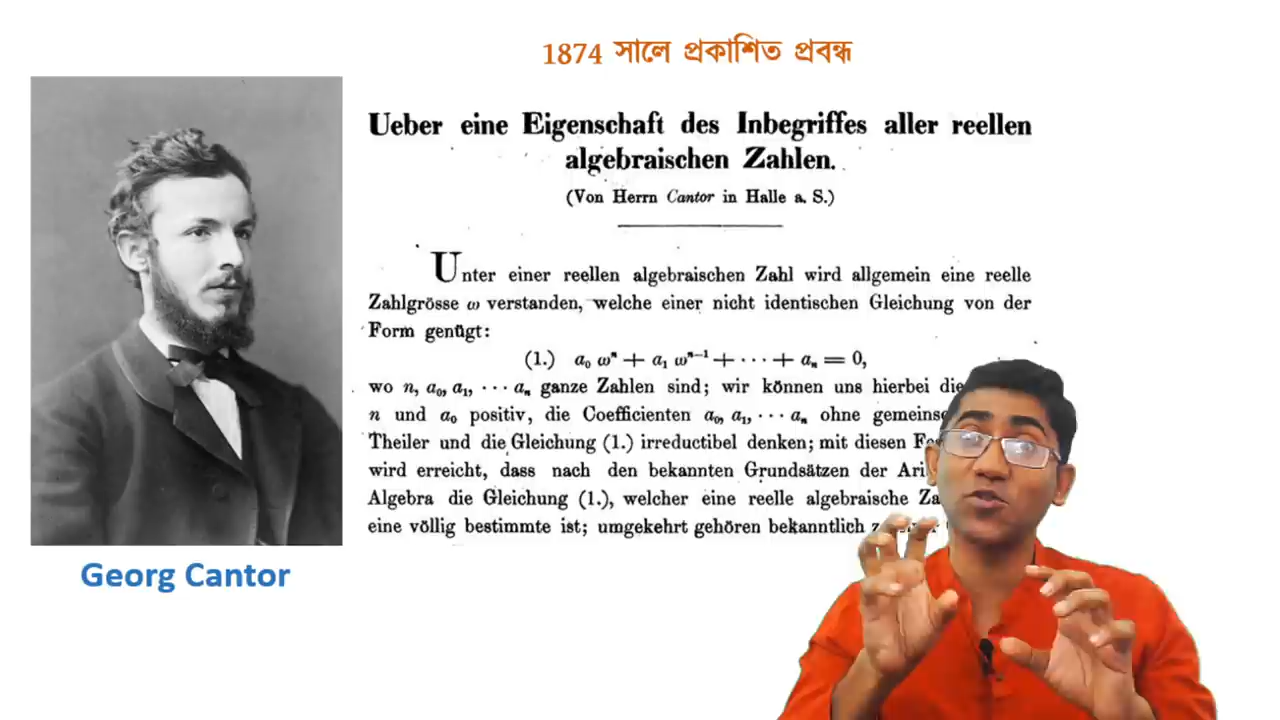 1874 সালে প্রকাশিত প্রবন্ধ
Ueber eine Eigenschaft des Inbegriffes aller reellen
algebraischen Zahlen.
(Von Herrn Cantor in Halle a. S.)
Unter einer reellen algebraischen Zahl wird allgemein eine reelle
Zahlgrösse ω verstanden, welche einer nicht identischen Gleichung von der
Form genügt:
(1.) a₀ ωⁿ + a₁ ωⁿ⁻¹ + · · · + aₙ = 0,
wo n, a₀, a₁, · · · aₙ ganze Zahlen sind; wir können uns hierbei die
n und a₀ positiv, die Coefficienten a₀, a₁, · · · aₙ ohne
Theiler und die Gleichung (1.) irreductibel denken; mit diesen
wird erreicht, dass nach den bekannten Grundsätzen der
Algebra die Gleichung (1.), welcher eine reelle algebraische
eine völlig bestimmte ist; umgekehrt gehören bekanntlich
Georg Cantor